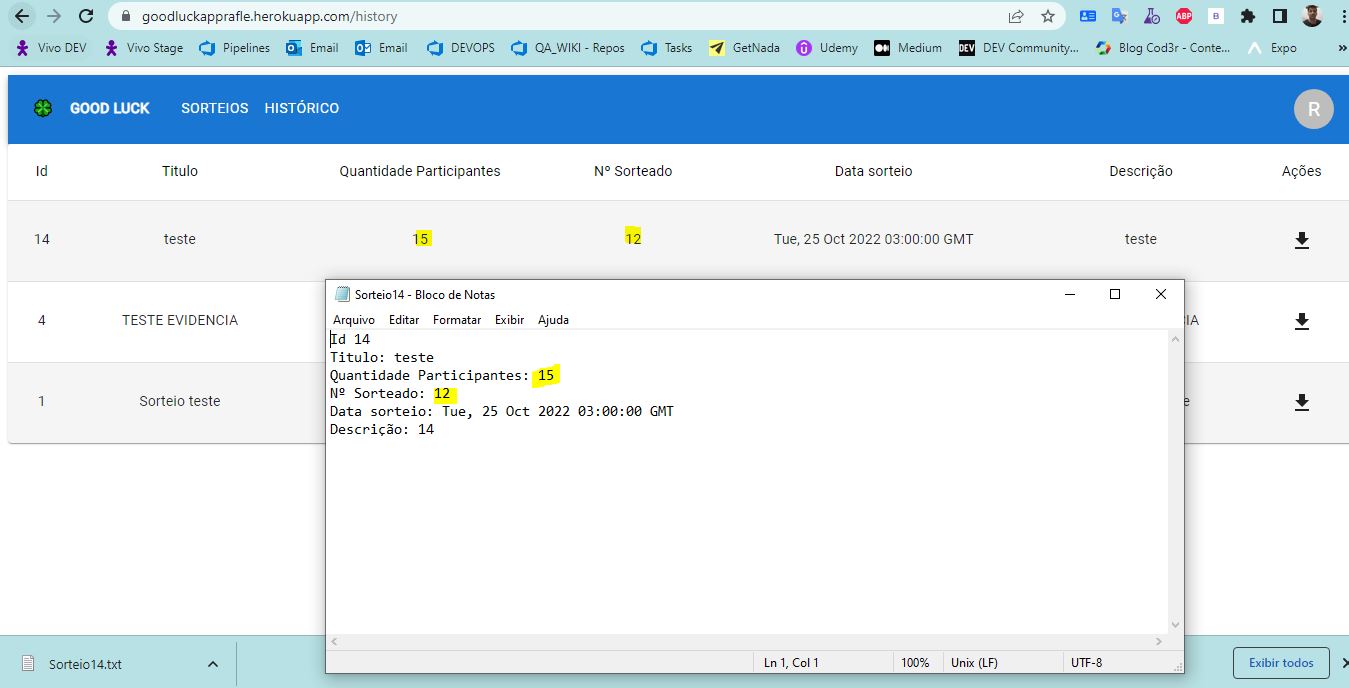 goodluckapprafle.herokuapp.com/history
ABP
B
Vivo DEV Vivo Stage Pipelines Email Email DEVOPS QA_WIKI - Repos Tasks GetNada Udemy Medium DEV DEV Community... Blog Cod3r - Conte... Expo »
GOOD LUCK SORTEIOS HISTÓRICO R
Id Titulo Quantidade Participantes Nº Sorteado Data sorteio Descrição Ações
14 teste 15 12 Tue, 25 Oct 2022 03:00:00 GMT teste
4 TESTE EVIDENCIA IA
1 Sorteio teste e
Sorteio14 - Bloco de Notas
Arquivo Editar Formatar Exibir Ajuda
Id 14
Titulo: teste
Quantidade Participantes: 15
Nº Sorteado: 12
Data sorteio: Tue, 25 Oct 2022 03:00:00 GMT
Descrição: 14
Ln 1, Col 1 100% Unix (LF) UTF-8
Sorteio14.txt Exibir todos